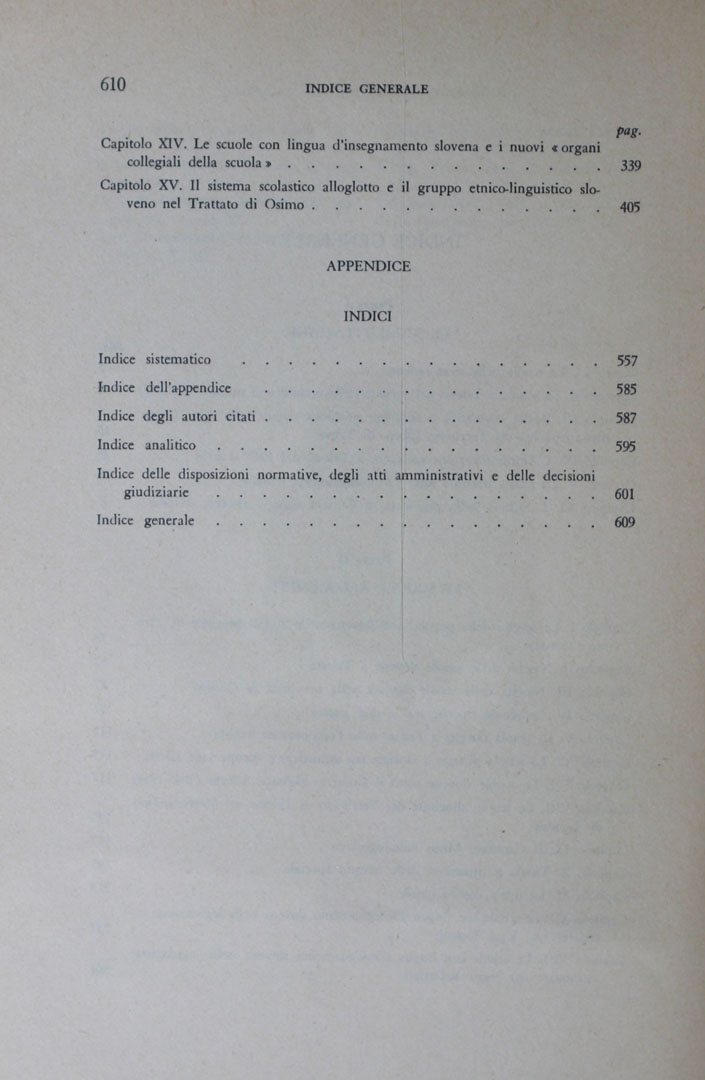 610
INDICE GENERALE
pag.
Capitolo XIV. Le scuole con lingua d'insegnamento slovena e i nuovi « organi
collegiali della scuola » . . . . . . . . . . . . . 339
Capitolo XV. Il sistema scolastico alloglotto e il gruppo etnico-linguistico slo-
veno nel Trattato di Osimo . . . . . . . . . . . . 405
APPENDICE
INDICI
Indice sistematico . . . . . . . . . . . . . . . . 557
Indice dell'appendice . . . . . . . . . . . . . . . 585
Indice degli autori citati . . . . . . . . . . . . . . . 587
Indice analitico . . . . . . . . . . . . . . . . . 595
Indice delle disposizioni normative, degli atti amministrativi e delle decisioni
giudiziarie . . . . . . . . . . . . . . . . . 601
Indice generale . . . . . . . . . . . . . . . . . 609